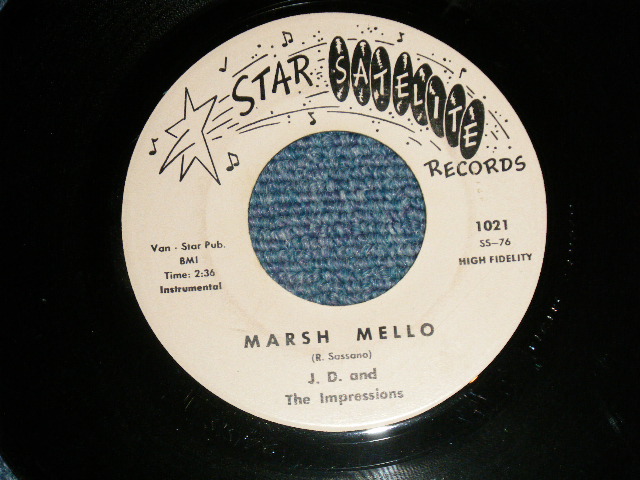 STAR SATELITE
RECORDS
1021
SS-76
HIGH FIDELITY
Van - Star Pub.
BMI
Time: 2:36
Instrumental
MARSH MELLO
(R. Sassano)
J. D. and
The Impressions